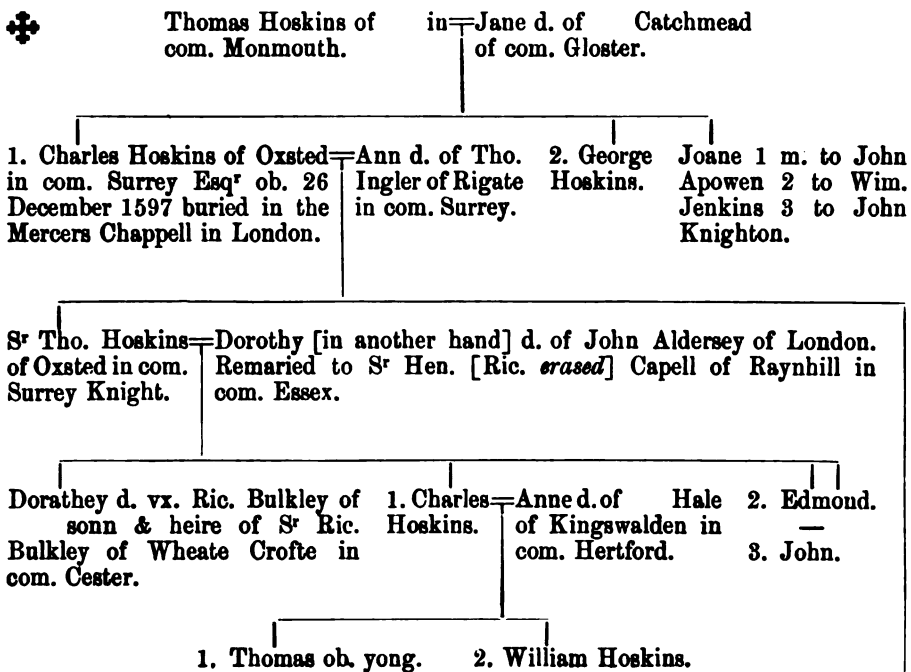 Thomas Hoskins of in Jane d. of Catchmead
com. Monmouth. of com. Gloster.
1. Charles Hoskins of Oxsted Ann d. of Tho. 2. George Joane 1 m. to John
in com. Surrey Esqr ob. 26 Ingler of Rigate Hoskins. Apowen 2 to Wim.
December 1597 buried in the in com. Surrey. Jenkins 3 to John
Mercers Chappell in London. Knighton.
Sr Tho. Hoskins Dorothy [in another hand] d. of John Aldersey of London.
of Oxsted in com. Remaried to Sr Hen. [Ric. erased] Capell of Raynhill in
Surrey Knight. com. Essex.
Dorathey d. vx. Ric. Bulkley of 1. Charles Anne d. of Hale 2. Edmond.
sonn & heire of Sr Ric. Hoskins. of Kingswalden in
Bulkley of Wheate Crofte in com. Hertford. 3. John.
com. Cester.
1. Thomas ob. yong. 2. William Hoskins.